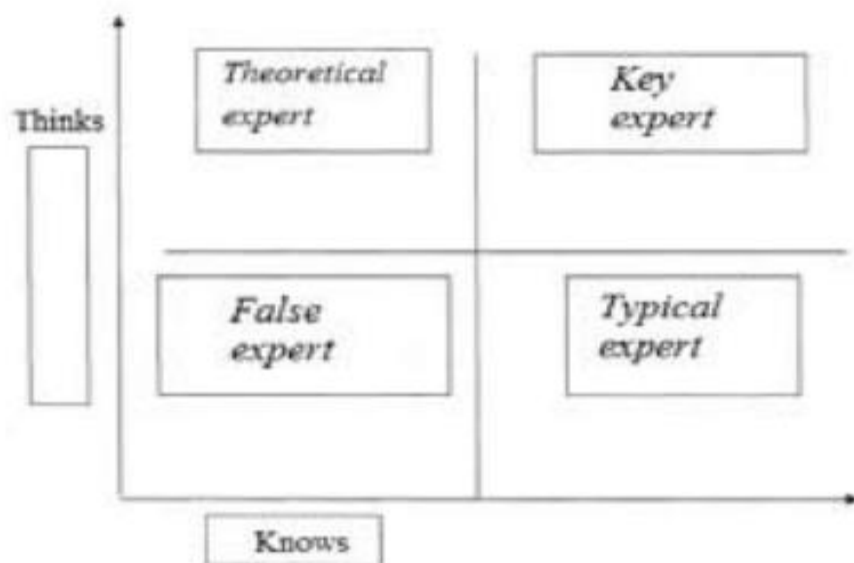 Theoretical
expert
Key
expert
Thinks
False
expert
Typical
expert
Knows